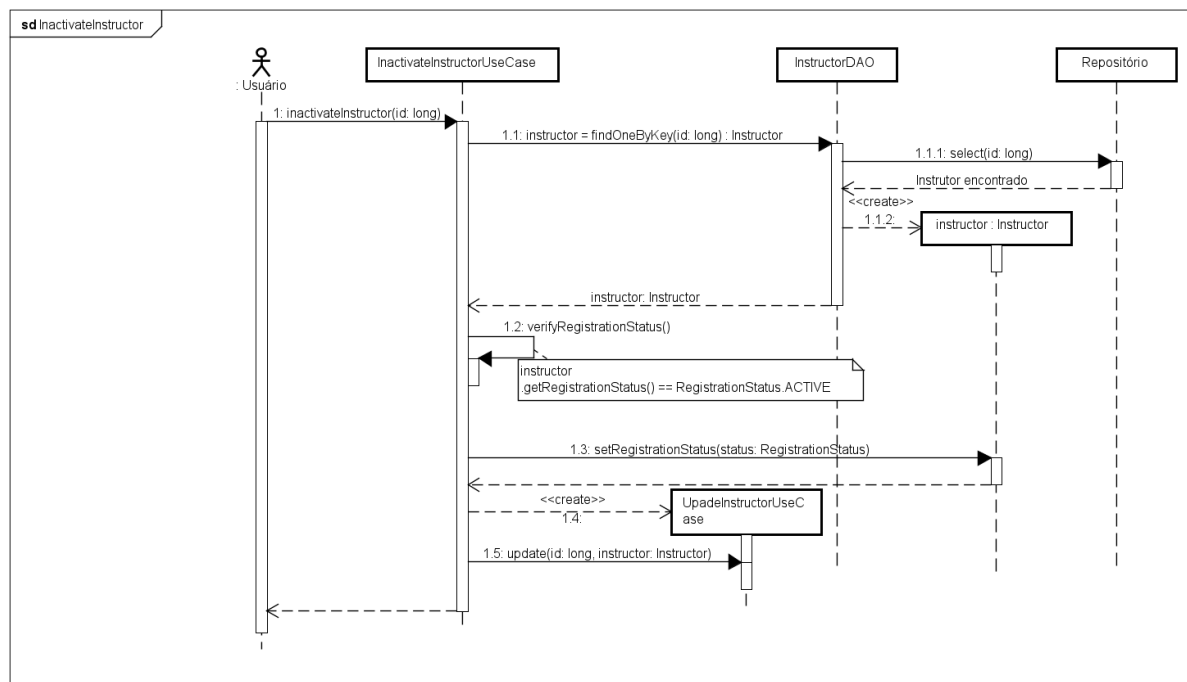 sd InactivateInstructor
InactivateInstructorUseCase
InstructorDAO
Repositório
: Usuário
1: inactivateInstructor(id: long)
1.1: instructor = findOneByKey(id: long) : Instructor
1.1.1: select(id: long)
Instrutor encontrado
<<create>>
1.1.2:
instructor : Instructor
instructor: Instructor
1.2: verifyRegistrationStatus()
instructor
.getRegistrationStatus() == RegistrationStatus.ACTIVE
1.3: setRegistrationStatus(status: RegistrationStatus)
<<create>>
1.4:
UpadeInstructorUseC
ase
1.5: update(id: long, instructor: Instructor)